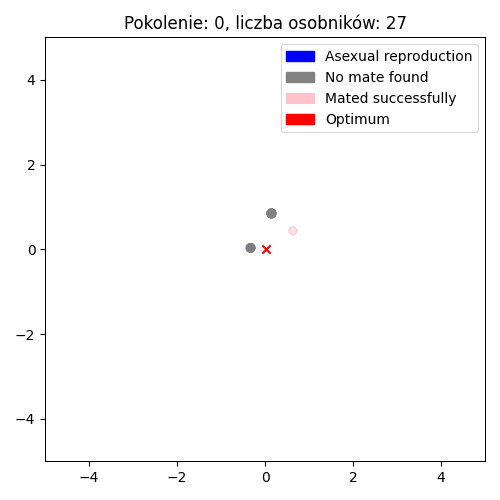 Pokolenie: 0, liczba osobników: 27
Asexual reproduction
No mate found
Mated successfully
Optimum
4
2
0
−2
−4
−4
−2
0
2
4